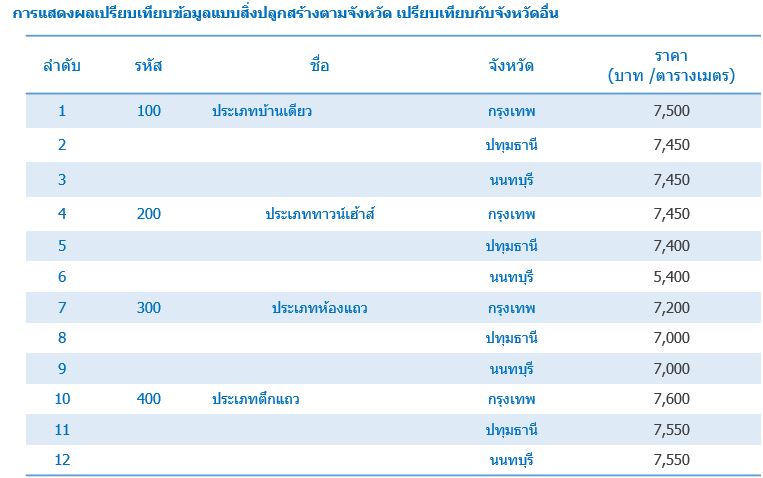 การแสดงผลเปรียบเทียบข้อมูลแบบสิ่งปลูกสร้างตามจังหวัด เปรียบเทียบกับจังหวัดอื่น
ลำดับ รหัส ชื่อ จังหวัด ราคา (บาท /ตารางเมตร)
1 100 ประเภทบ้านเดียว กรุงเทพ 7,500
2 ปทุมธานี 7,450
3 นนทบุรี 7,450
4 200 ประเภททาวน์เฮ้าส์ กรุงเทพ 7,450
5 ปทุมธานี 7,400
6 นนทบุรี 5,400
7 300 ประเภทห้องแถว กรุงเทพ 7,200
8 ปทุมธานี 7,000
9 นนทบุรี 7,000
10 400 ประเภทตึกแถว กรุงเทพ 7,600
11 ปทุมธานี 7,550
12 นนทบุรี 7,550